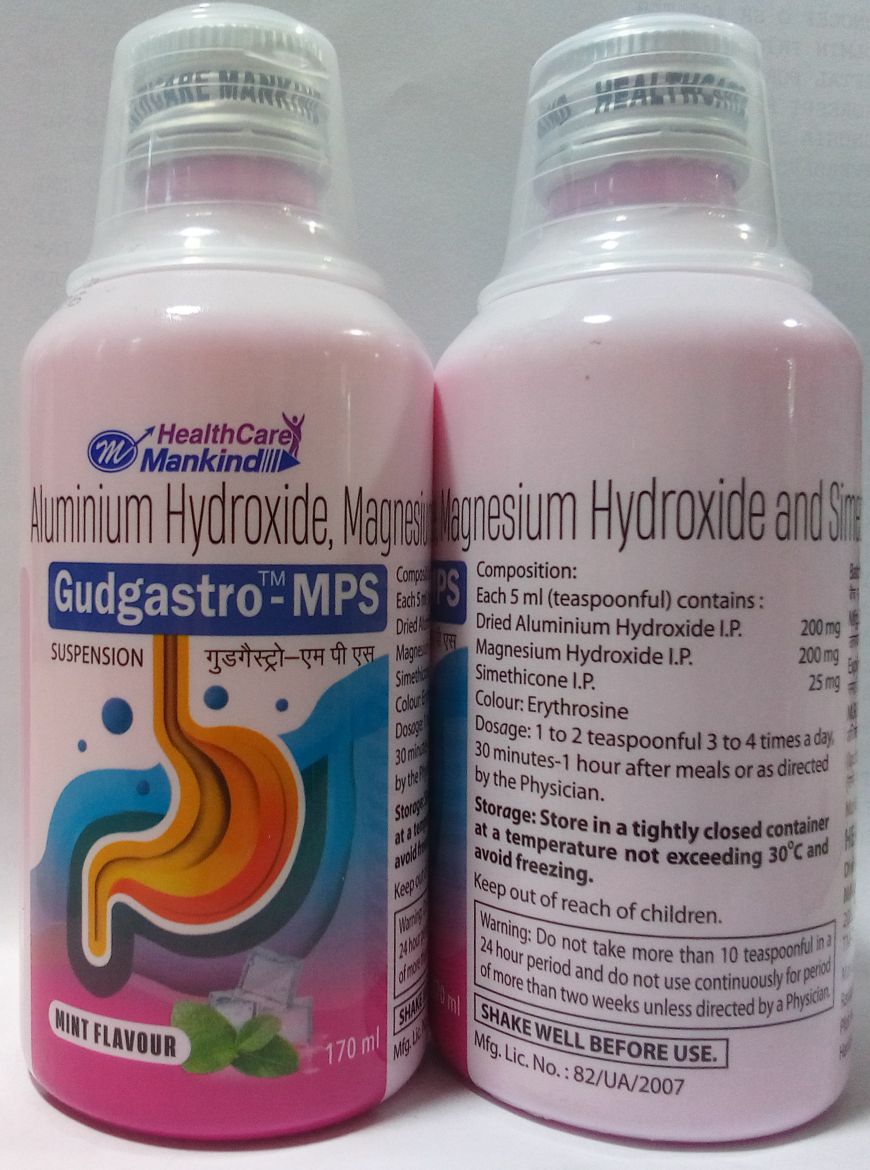 HEALTHCARE MANKIND
HealthCare
Mankind
Aluminium Hydroxide, Magnesiu
Gudgastro™-MPS
SUSPENSION गुडगैस्ट्रो–एम पी एस
MINT FLAVOUR
170 ml
HEALTHCARE
Magnesium Hydroxide and Sime
PS
Composition:
Each 5 ml (teaspoonful) contains :
Dried Aluminium Hydroxide I.P. 200 mg
Magnesium Hydroxide I.P. 200 mg
Simethicone I.P. 25 mg
Colour: Erythrosine
Dosage: 1 to 2 teaspoonful 3 to 4 times a day,
30 minutes-1 hour after meals or as directed
by the Physician.
Storage: Store in a tightly closed container
at a temperature not exceeding 30°C and
avoid freezing.
Keep out of reach of children.
Warning: Do not take more than 10 teaspoonful in a
24 hour period and do not use continuously for period
of more than two weeks unless directed by a Physician.
SHAKE WELL BEFORE USE.
Mfg. Lic. No. : 82/UA/2007